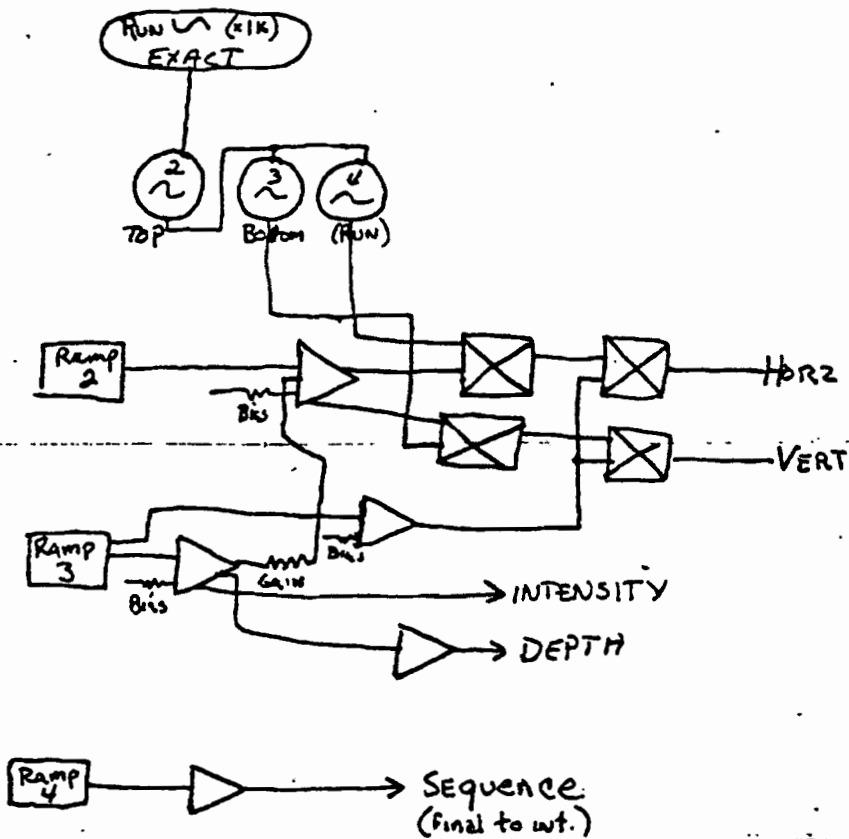 RUN (x1K)
EXACT
2
3
4
TOP
BOTTOM
(RUN)
Ramp
2
Bias
HORZ
VERT
Ramp
3
Bias
GAIN
Bias
INTENSITY
DEPTH
Ramp
4
SEQUENCE
(Final to int.)